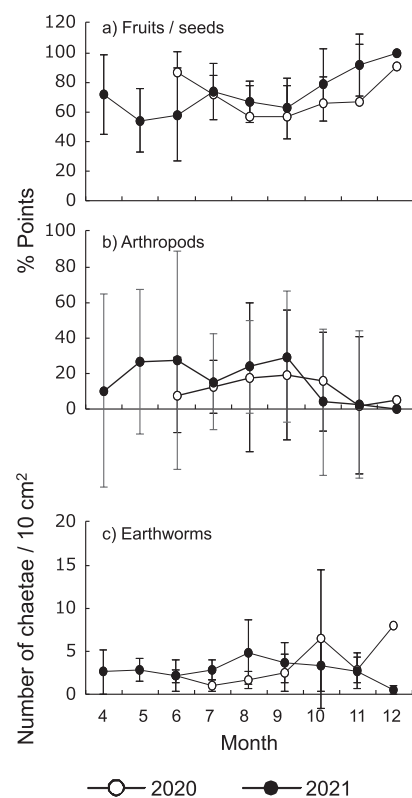 a) Fruits / seeds
120
100
80
60
40
20
0
% Points
b) Arthropods
100
80
60
40
20
0
Number of chaetae / 10 cm²
c) Earthworms
20
15
10
5
0
4 5 6 7 8 9 10 11 12
Month
2020 2021